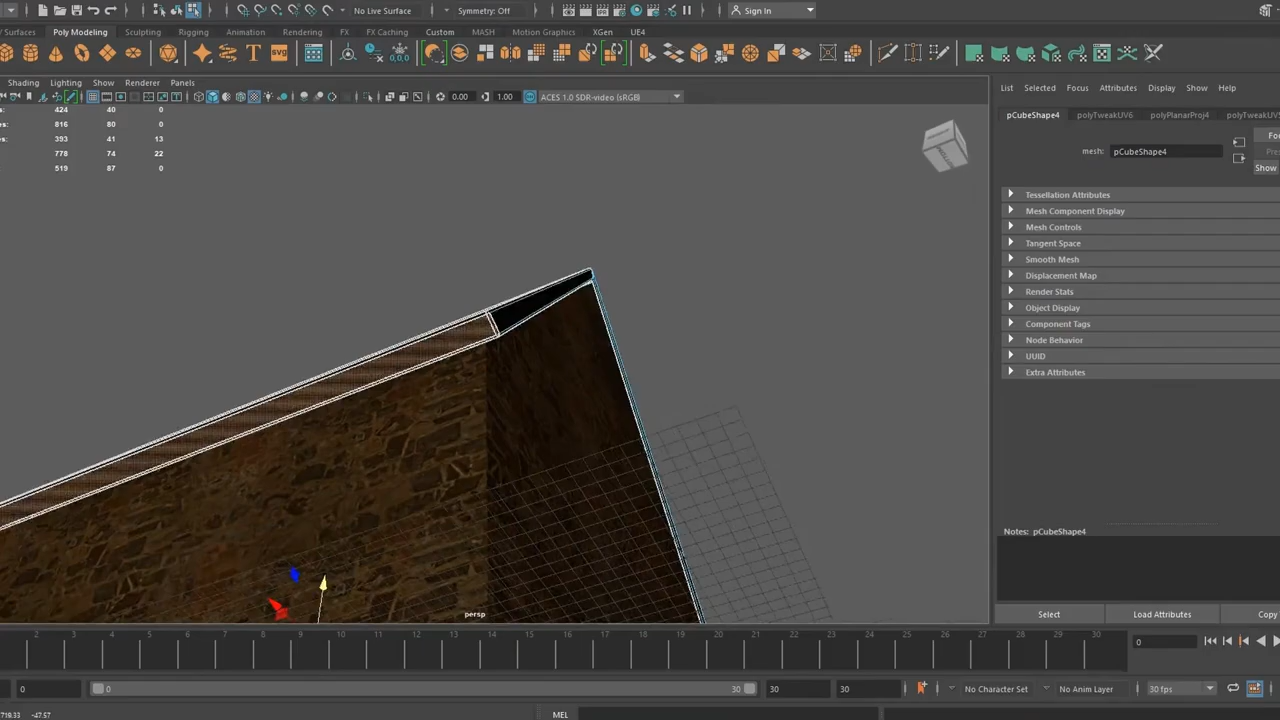 No Live Surface
Symmetry: Off
Sign In
Poly Modeling
Sculpting
Rigging
Animation
Rendering
FX
FX Caching
Custom
MASH
Motion Graphics
XGen
UE4
Shading
Lighting
Show
Renderer
Panels
0.00
1.00
ACES 1.0 SDR-video (sRGB)
List
Selected
Focus
Attributes
Display
Show
Help
424 40 0
816 80 0
393 41 13
778 74 22
519 87 0
pCubeShape4
polyTweakUV6
polyPlanarProj4
mesh:
pCubeShape4
Show
Tessellation Attributes
Mesh Component Display
Mesh Controls
Tangent Space
Smooth Mesh
Displacement Map
Render Stats
Object Display
Component Tags
Node Behavior
UUID
Extra Attributes
Notes: pCubeShape4
persp
Select
Load Attributes
Copy
2 3 4 5 6 7 8 9 10 11 12 13 14 15 16 17 18 19 20 21 22 23 24 25 26 27 28 29 30
0
0
0
30
30
30
No Character Set
No Anim Layer
30 fps
719.33 -47.57
MEL